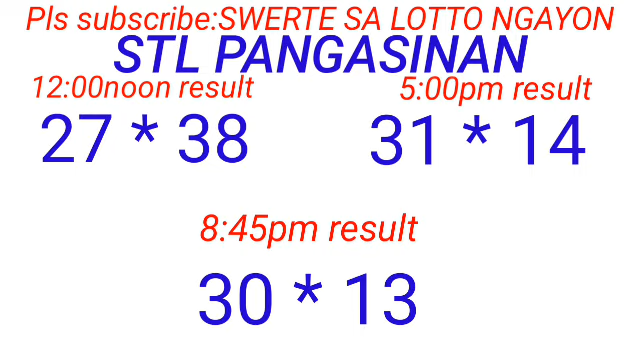 Pls subscribe:SWERTE SA LOTTO NGAYON
STL PANGASINAN
12:00noon result
27 * 38
5:00pm result
31 * 14
8:45pm result
30 * 13